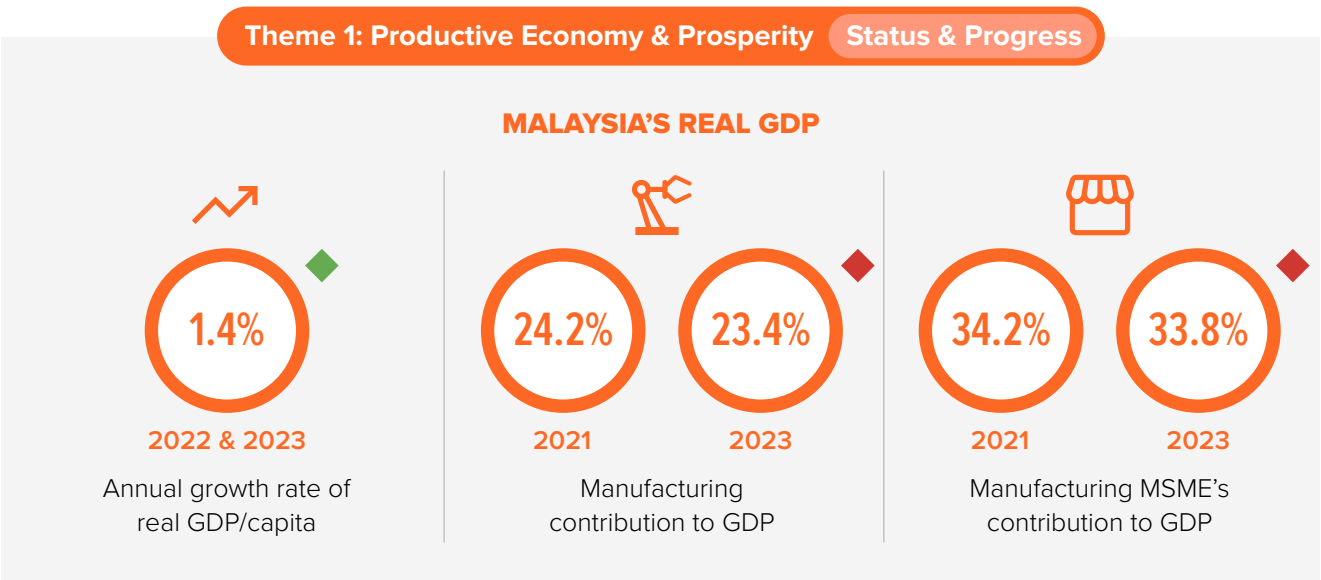 Theme 1: Productive Economy & Prosperity Status & Progress
MALAYSIA'S REAL GDP
1.4%
2022 & 2023
Annual growth rate of
real GDP/capita
24.2%
23.4%
2021
2023
Manufacturing
contribution to GDP
34.2%
33.8%
2021
2023
Manufacturing MSME's
contribution to GDP